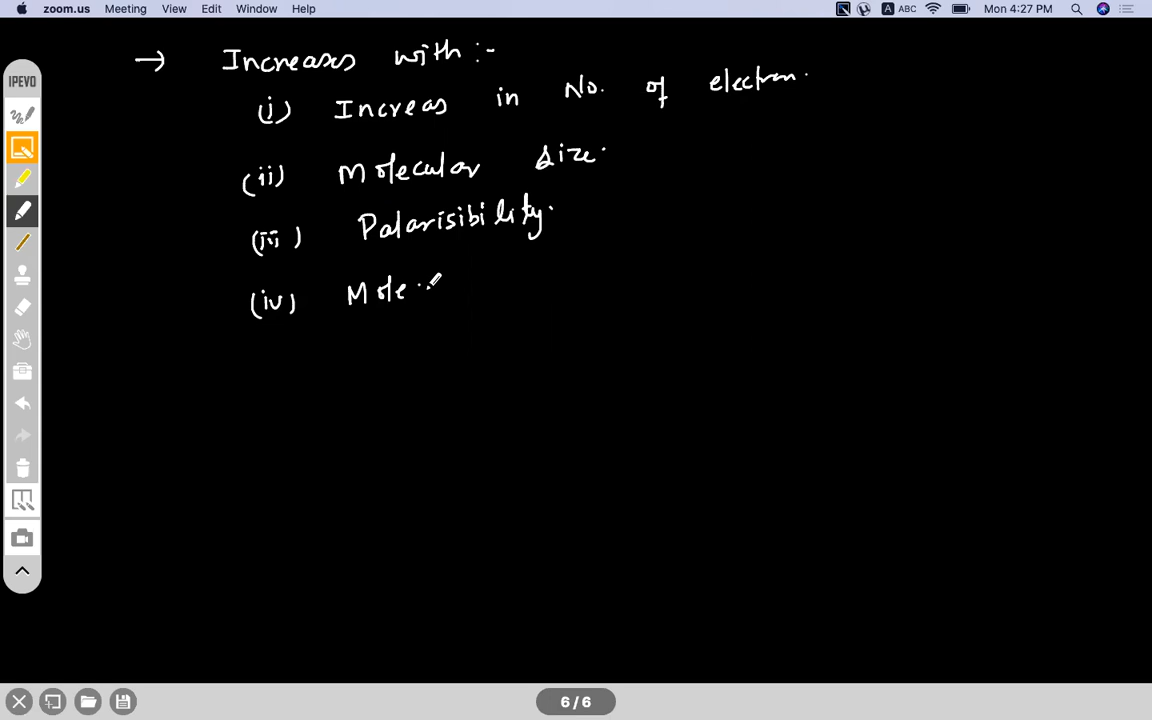 zoom.us Meeting View Edit Window Help A ABC Mon 4:27 PM
IPEVO
→ Increases with :-
(i) Increas in No. of electron.
(ii) Molecular size.
(iii) Polarisibility.
(iv) Mole
6 / 6